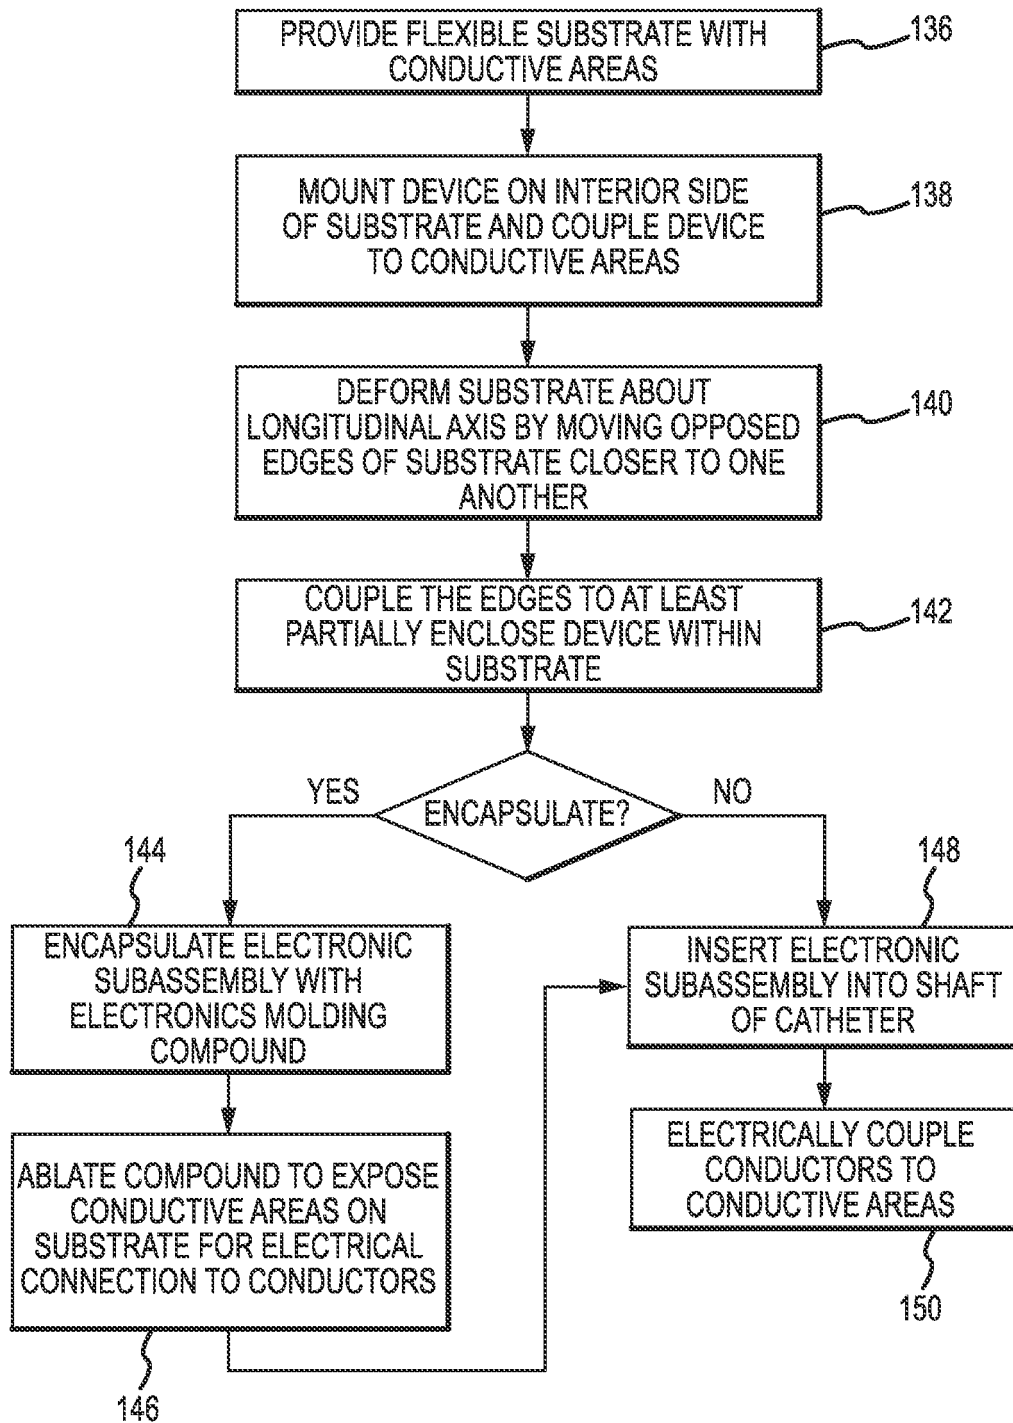 PROVIDE FLEXIBLE SUBSTRATE WITH
CONDUCTIVE AREAS
136
MOUNT DEVICE ON INTERIOR SIDE
OF SUBSTRATE AND COUPLE DEVICE
TO CONDUCTIVE AREAS
138
DEFORM SUBSTRATE ABOUT
LONGITUDINAL AXIS BY MOVING OPPOSED
EDGES OF SUBSTRATE CLOSER TO ONE
ANOTHER
140
COUPLE THE EDGES TO AT LEAST
PARTIALLY ENCLOSE DEVICE WITHIN
SUBSTRATE
142
YES
ENCAPSULATE?
NO
144
ENCAPSULATE ELECTRONIC
SUBASSEMBLY WITH
ELECTRONICS MOLDING
COMPOUND
ABLATE COMPOUND TO EXPOSE
CONDUCTIVE AREAS ON
SUBSTRATE FOR ELECTRICAL
CONNECTION TO CONDUCTORS
146
148
INSERT ELECTRONIC
SUBASSEMBLY INTO SHAFT
OF CATHETER
ELECTRICALLY COUPLE
CONDUCTORS TO
CONDUCTIVE AREAS
150